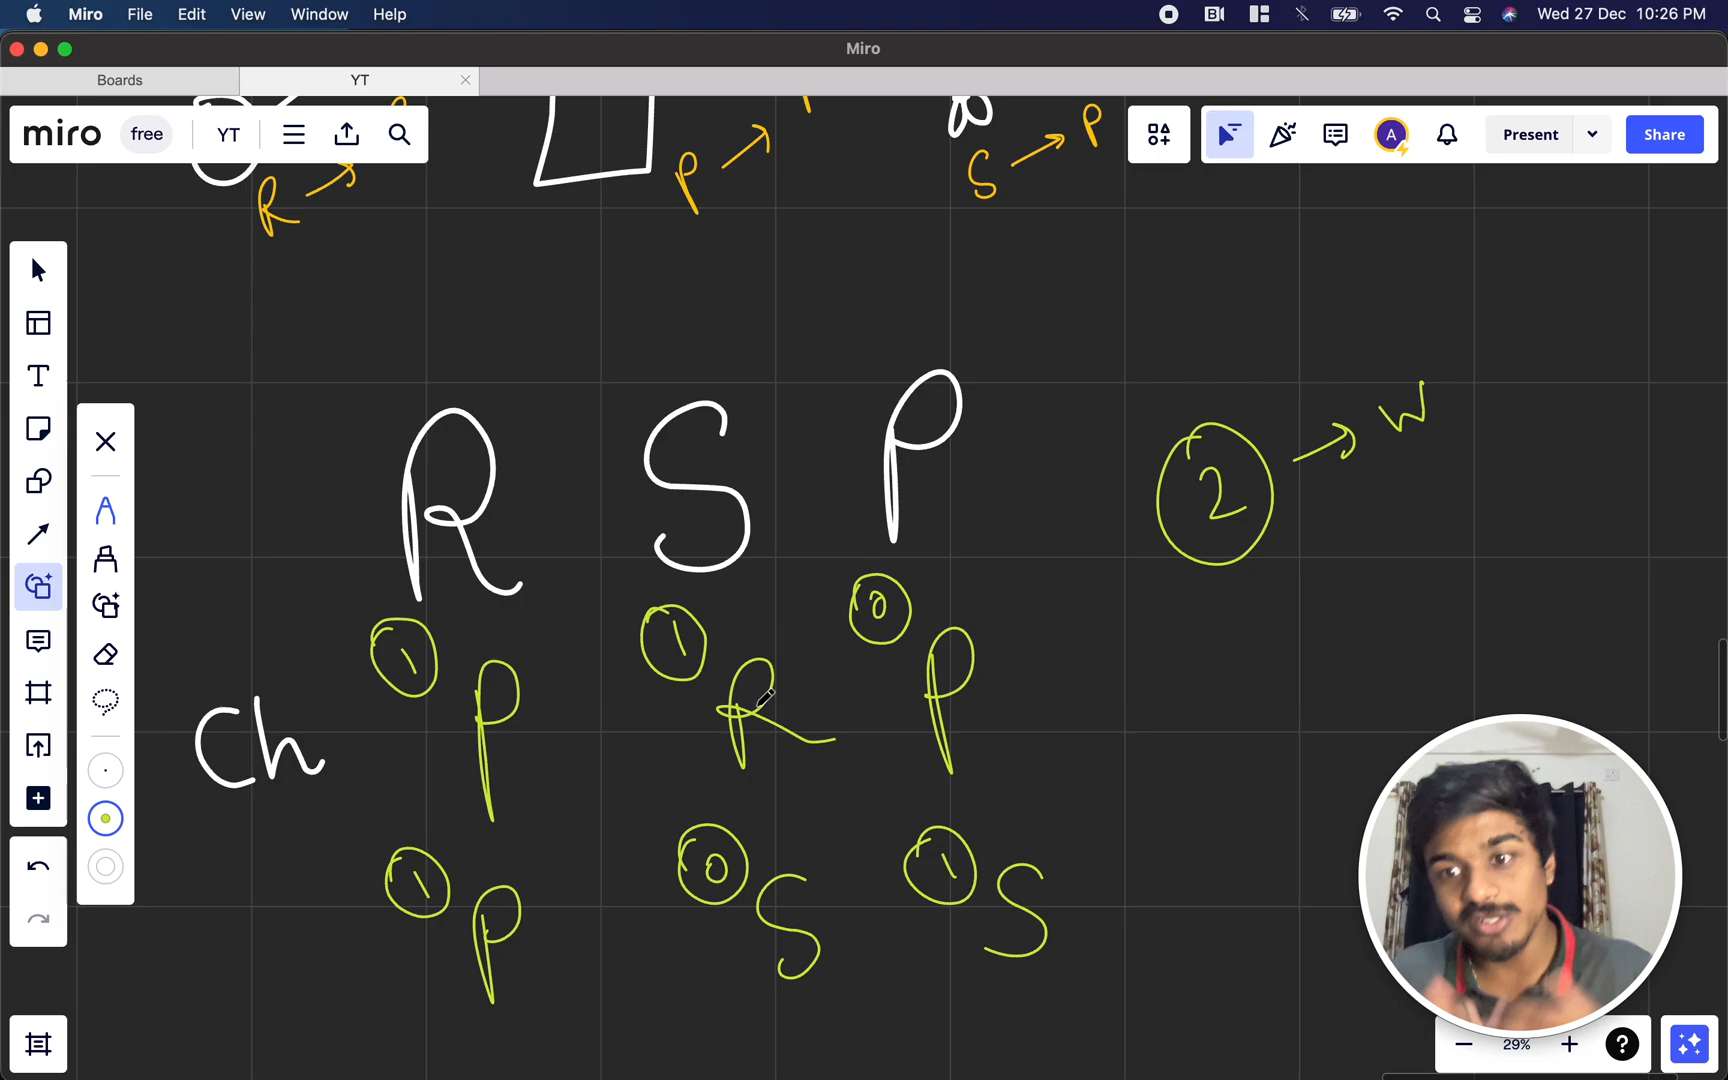 Miro File Edit View Window Help Wed 27 Dec 10:26 PM
Miro
Boards YT
miro free YT Present Share
A
R P S P
R S P 2 W
1 1 0
Ch P R P
1 0 1
P S S
29%